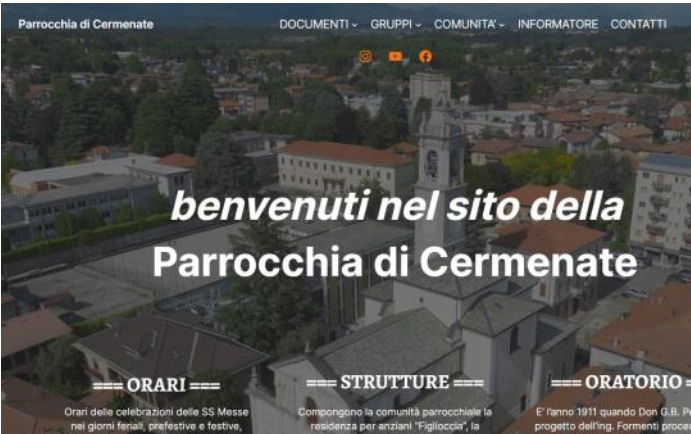 Parrocchia di Cermenate
DOCUMENTI GRUPPI COMUNITA' INFORMATORE CONTATTI
benvenuti nel sito della
Parrocchia di Cermenate
=== ORARI ===
Orari delle celebrazioni delle SS Messe
nei giorni feriali, prefestive e festive,
=== STRUTTURE ===
Compongono la comunità parrocchiale la
residenza per anziani "Figlioccia", la
=== ORATORIO =
E' l'anno 1911 quando Don G.B.
progetto dell'ing. Formenti